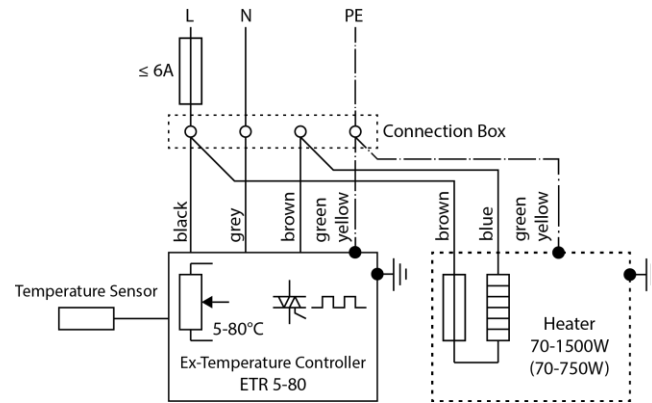 L
N
PE
≤ 6A
Connection Box
black
grey
brown
green
yellow
brown
blue
green
yellow
Temperature Sensor
5-80°C
Ex-Temperature Controller
ETR 5-80
Heater
70-1500W
(70-750W)